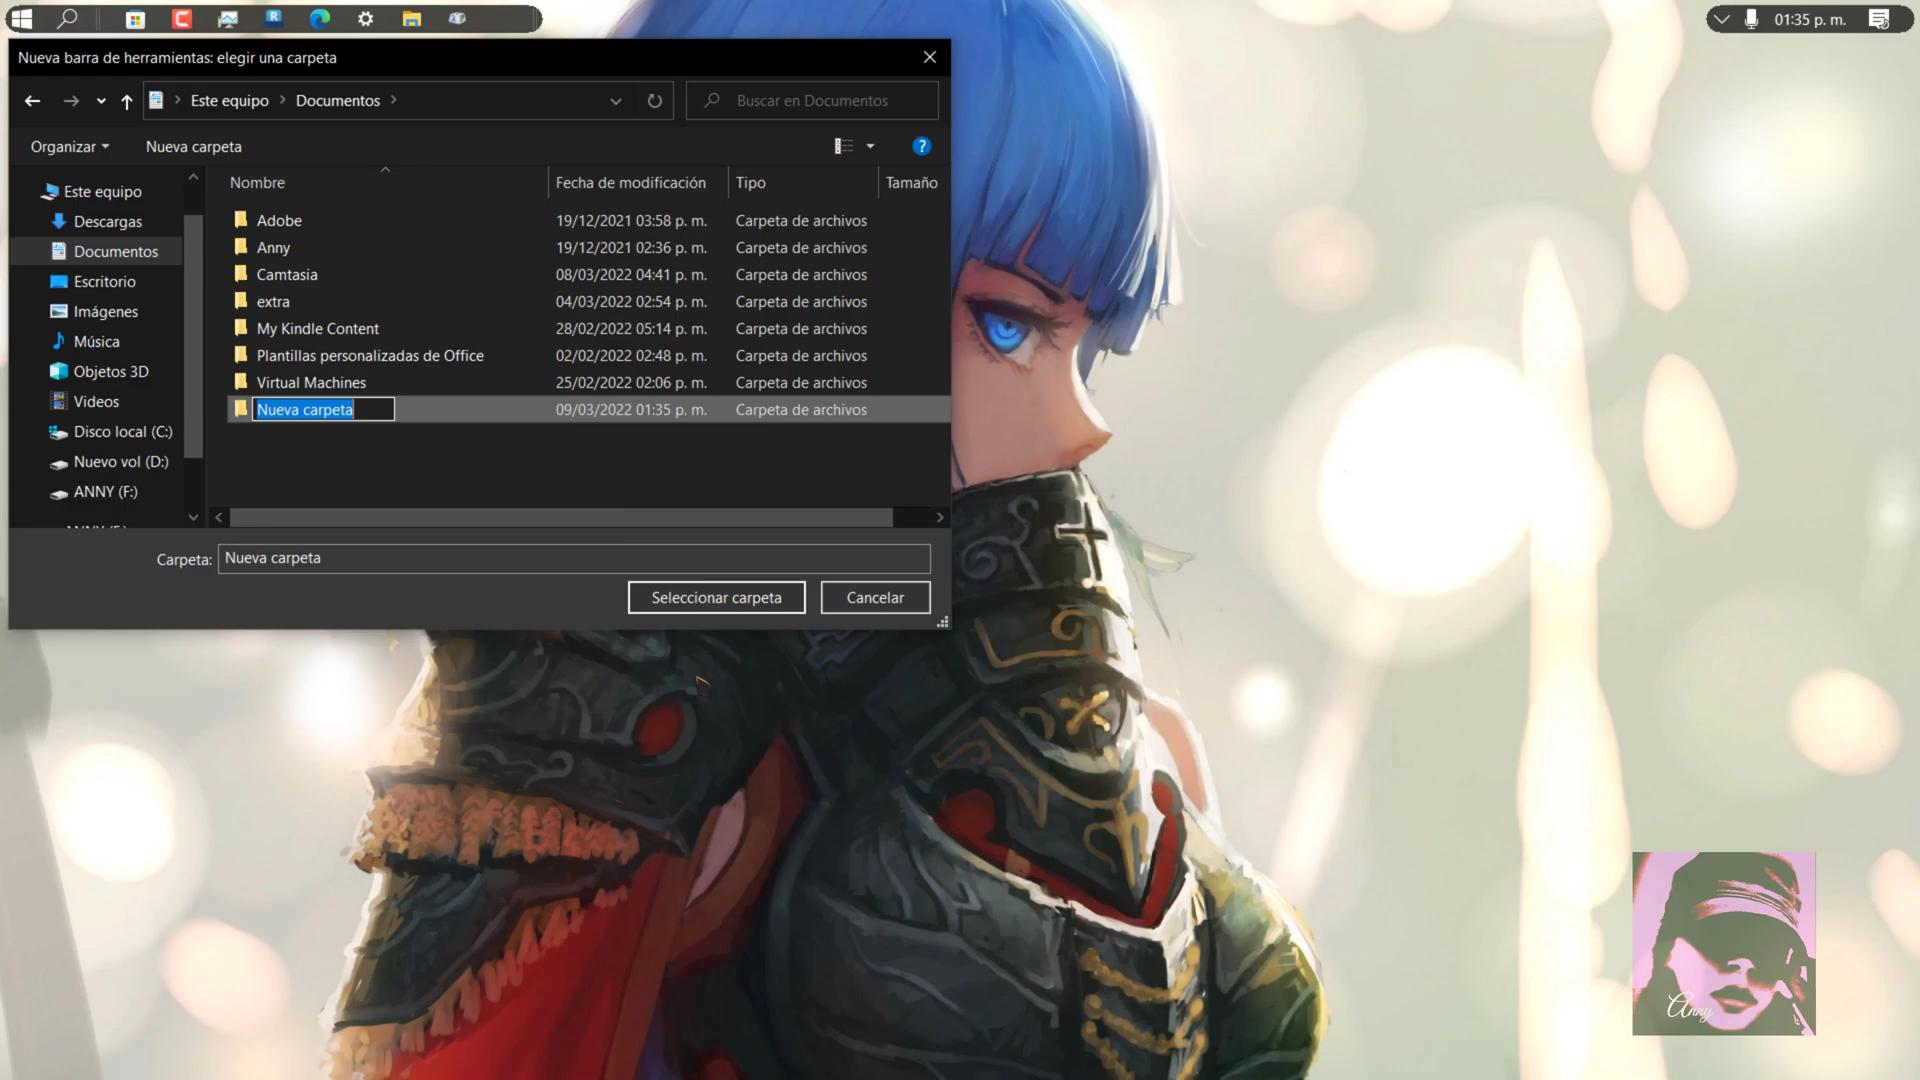 01:35 p. m.
Nueva barra de herramientas: elegir una carpeta
Este equipo Documentos
Buscar en Documentos
Organizar Nueva carpeta
Nombre Fecha de modificación Tipo Tamaño
Este equipo
Descargas
Documentos
Escritorio
Imágenes
Música
Objetos 3D
Videos
Disco local (C:)
Nuevo vol (D:)
ANNY (F:)
Adobe 19/12/2021 03:58 p. m. Carpeta de archivos
Anny 19/12/2021 02:36 p. m. Carpeta de archivos
Camtasia 08/03/2022 04:41 p. m. Carpeta de archivos
extra 04/03/2022 02:54 p. m. Carpeta de archivos
My Kindle Content 28/02/2022 05:14 p. m. Carpeta de archivos
Plantillas personalizadas de Office 02/02/2022 02:48 p. m. Carpeta de archivos
Virtual Machines 25/02/2022 02:06 p. m. Carpeta de archivos
Nueva carpeta 09/03/2022 01:35 p. m. Carpeta de archivos
Carpeta: Nueva carpeta
Seleccionar carpeta Cancelar
Anny